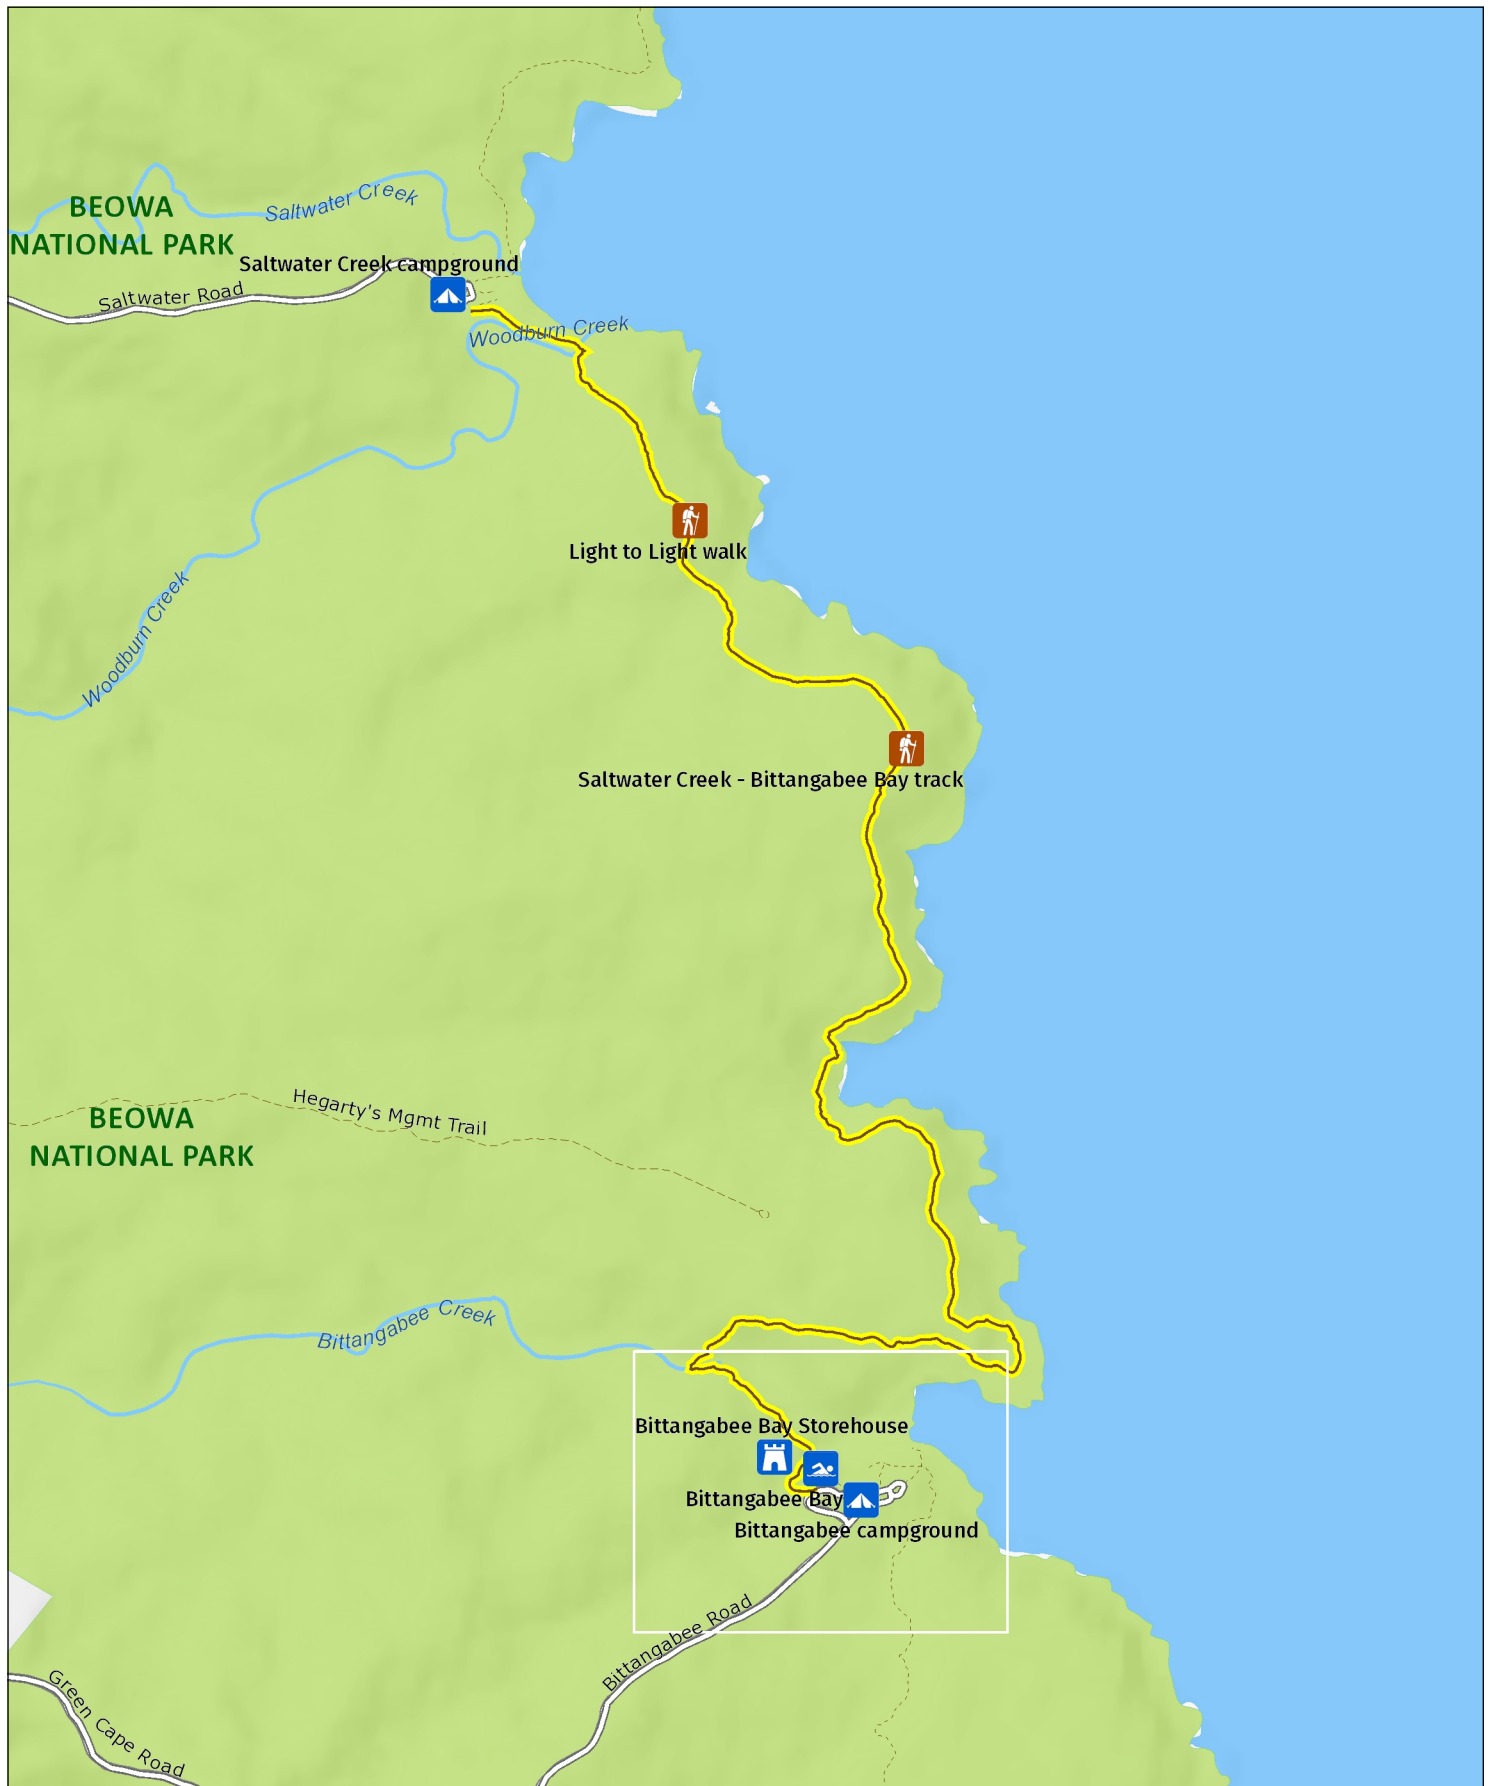 Saltwater Creek
BEOWA
NATIONAL PARK
Saltwater Creek campground
Saltwater Road
Woodburn Creek
Light to Light walk
Woodburn Creek
Saltwater Creek - Bittangabee Bay track
Hegarty's Mgmt Trail
BEOWA
NATIONAL PARK
Bittangabee Creek
Bittangabee Bay Storehouse
Bittangabee Bay
Bittangabee campground
Bittangabee Road
Green Cape Road